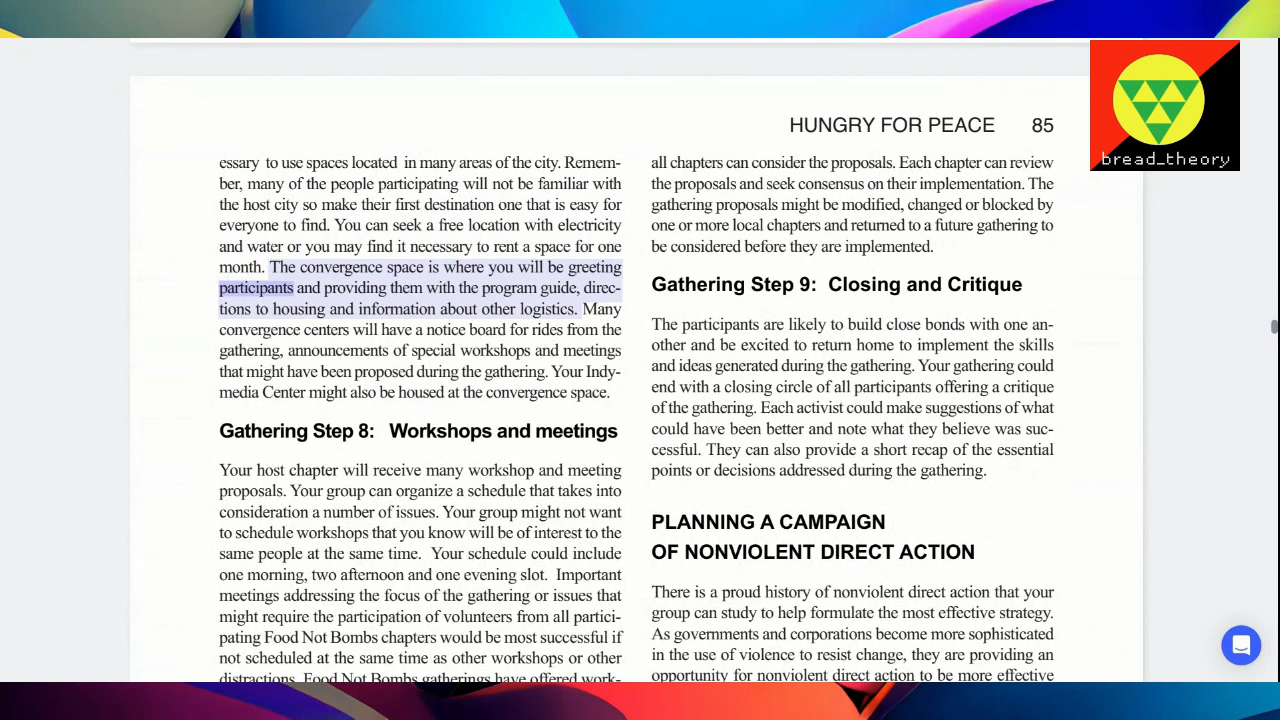 HUNGRY FOR PEACE 85
bread_theory
essary to use spaces located in many areas of the city. Remem-
ber, many of the people participating will not be familiar with
the host city so make their first destination one that is easy for
everyone to find. You can seek a free location with electricity
and water or you may find it necessary to rent a space for one
month. The convergence space is where you will be greeting
participants and providing them with the program guide, direc-
tions to housing and information about other logistics. Many
convergence centers will have a notice board for rides from the
gathering, announcements of special workshops and meetings
that might have been proposed during the gathering. Your Indy-
media Center might also be housed at the convergence space.
Gathering Step 8: Workshops and meetings
Your host chapter will receive many workshop and meeting
proposals. Your group can organize a schedule that takes into
consideration a number of issues. Your group might not want
to schedule workshops that you know will be of interest to the
same people at the same time. Your schedule could include
one morning, two afternoon and one evening slot. Important
meetings addressing the focus of the gathering or issues that
might require the participation of volunteers from all partici-
pating Food Not Bombs chapters would be most successful if
not scheduled at the same time as other workshops or other
distractions. Food Not Bombs gatherings have offered work-
all chapters can consider the proposals. Each chapter can review
the proposals and seek consensus on their implementation. The
gathering proposals might be modified, changed or blocked by
one or more local chapters and returned to a future gathering to
be considered before they are implemented.
Gathering Step 9: Closing and Critique
The participants are likely to build close bonds with one an-
other and be excited to return home to implement the skills
and ideas generated during the gathering. Your gathering could
end with a closing circle of all participants offering a critique
of the gathering. Each activist could make suggestions of what
could have been better and note what they believe was suc-
cessful. They can also provide a short recap of the essential
points or decisions addressed during the gathering.
PLANNING A CAMPAIGN
OF NONVIOLENT DIRECT ACTION
There is a proud history of nonviolent direct action that your
group can study to help formulate the most effective strategy.
As governments and corporations become more sophisticated
in the use of violence to resist change, they are providing an
opportunity for nonviolent direct action to be more effective